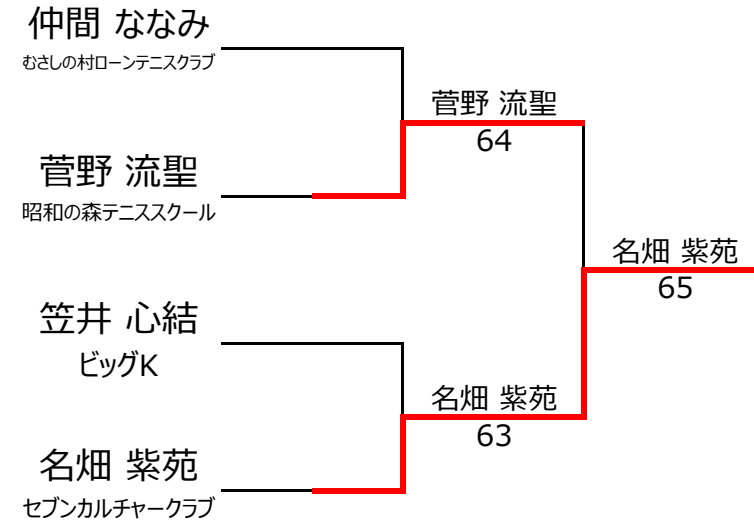 仲間 ななみ
むさしの村ローンテニスクラブ
菅野 流聖
64
菅野 流聖
昭和の森テニススクール
名畑 紫苑
65
笠井 心結
ビッグK
名畑 紫苑
63
名畑 紫苑
セブンカルチャークラブ